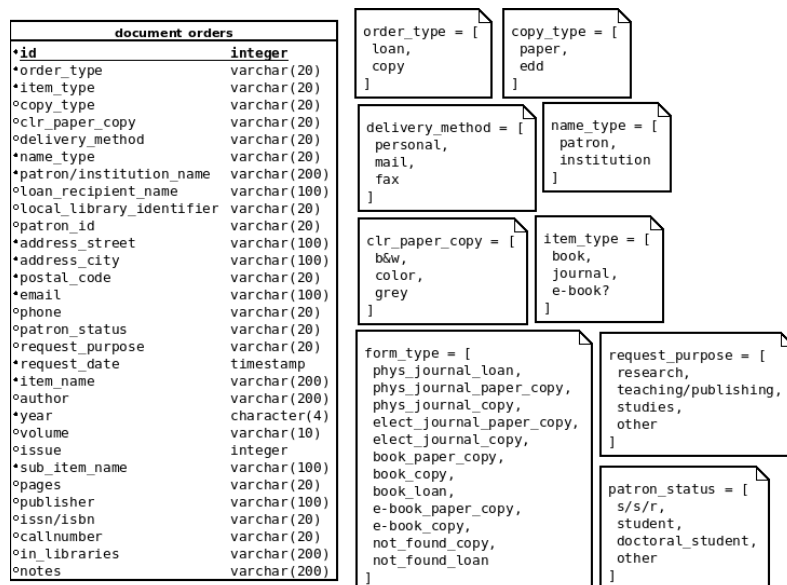 document orders
id integer
order_type varchar(20)
item_type varchar(20)
copy_type varchar(20)
clr_paper_copy varchar(20)
delivery_method varchar(20)
name_type varchar(20)
patron/institution_name varchar(200)
loan_recipient_name varchar(100)
local_library_identifier varchar(20)
patron_id varchar(20)
address_street varchar(100)
address_city varchar(100)
postal_code varchar(20)
email varchar(100)
phone varchar(20)
patron_status varchar(20)
request_purpose varchar(20)
request_date timestamp
item_name varchar(200)
author varchar(200)
year character(4)
volume varchar(10)
issue integer
sub_item_name varchar(100)
pages varchar(20)
publisher varchar(100)
issn/isbn varchar(20)
callnumber varchar(20)
in_libraries varchar(200)
notes varchar(200)
order_type = [
loan,
copy
]
copy_type = [
paper,
edd
]
delivery_method = [
personal,
mail,
fax
]
name_type = [
patron,
institution
]
clr_paper_copy = [
b&w,
color,
grey
]
item_type = [
book,
journal,
e-book?
]
form_type = [
phys_journal_loan,
phys_journal_paper_copy,
phys_journal_copy,
elect_journal_paper_copy,
elect_journal_copy,
book_paper_copy,
book_copy,
book_loan,
e-book_paper_copy,
e-book_copy,
not_found_copy,
not_found_loan
]
request_purpose = [
research,
teaching/publishing,
studies,
other
]
patron_status = [
s/s/r,
student,
doctoral_student,
other
]